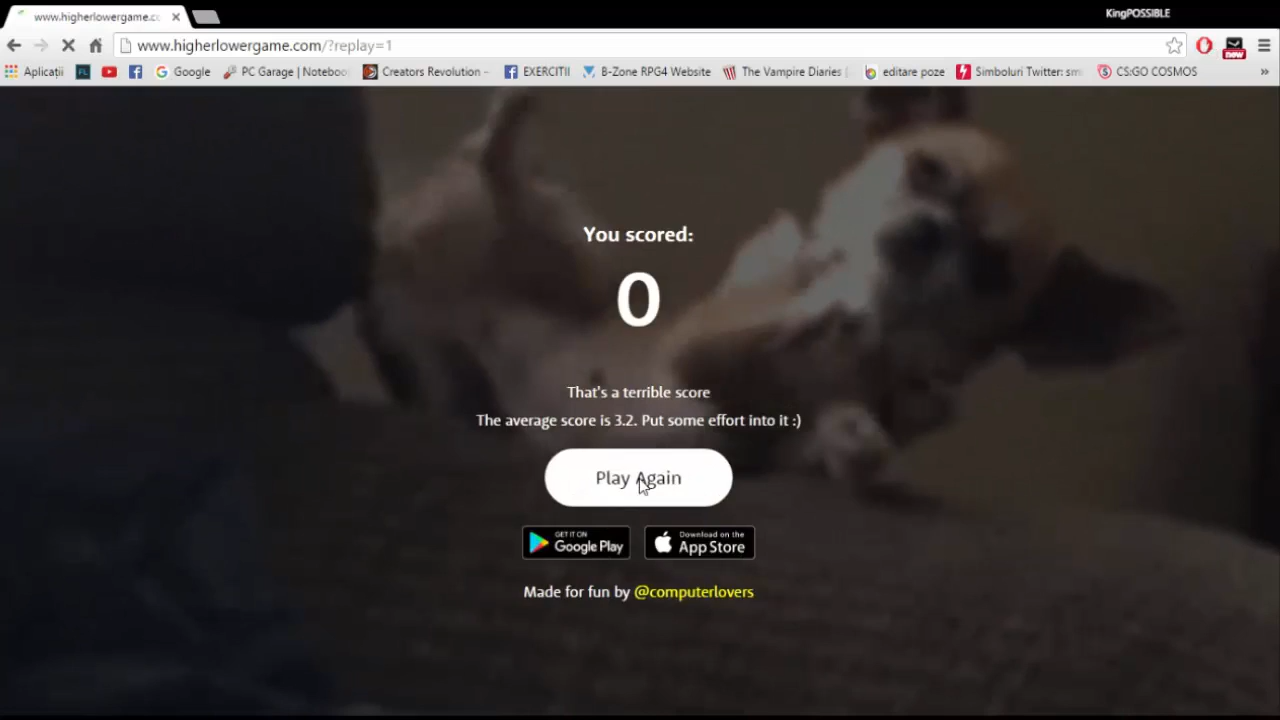 www.higherlowergame.c
KingPOSSIBLE
www.higherlowergame.com/?replay=1
Aplicații
Google
PC Garage | Noteboo
Creators Revolution -
EXERCITII
B-Zone RPG4 Website
The Vampire Diaries
editare poze
Simboluri Twitter: sm
CS:GO COSMOS
»
new
You scored:
0
That's a terrible score
The average score is 3.2. Put some effort into it :)
Play Again
GET IT ON
Google Play
Download on the
App Store
Made for fun by @computerlovers